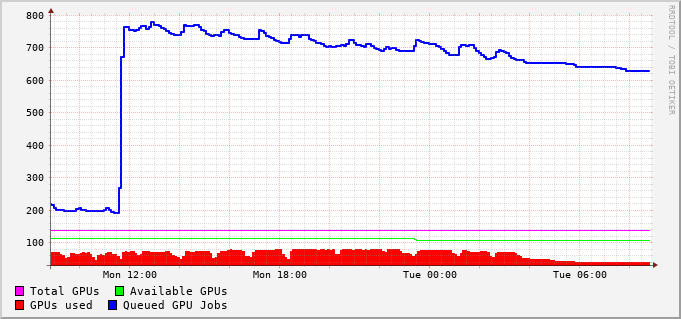 800
700
600
500
400
300
200
100
Mon 12:00 Mon 18:00 Tue 00:00 Tue 06:00
Total GPUs Available GPUs
GPUs used Queued GPU Jobs
RRDTOOL / TOBI OETIKER